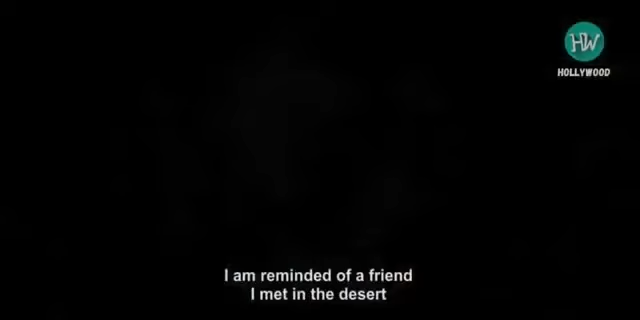 HW
HOLLYWOOD
I am reminded of a friend
I met in the desert